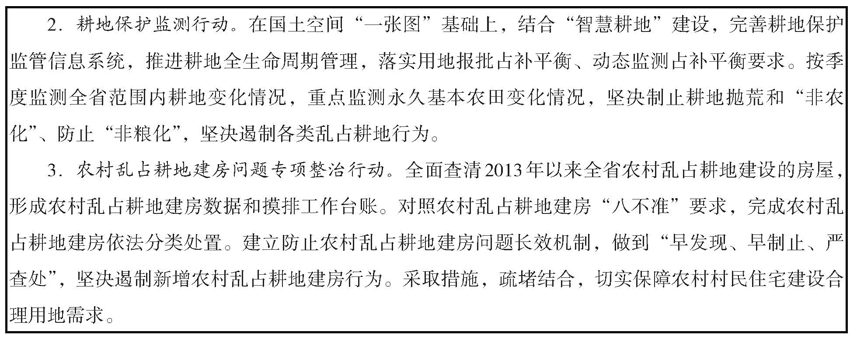 2．耕地保护监测行动。在国土空间“一张图”基础上，结合“智慧耕地”建设，完善耕地保护
监管信息系统，推进耕地全生命周期管理，落实用地报批占补平衡、动态监测占补平衡要求。按季
度监测全省范围内耕地变化情况，重点监测永久基本农田变化情况，坚决制止耕地抛荒和“非农
化”、防止“非粮化”，坚决遏制各类乱占耕地行为。
3．农村乱占耕地建房问题专项整治行动。全面查清2013年以来全省农村乱占耕地建设的房屋，
形成农村乱占耕地建房数据和摸排工作台账。对照农村乱占耕地建房“八不准”要求，完成农村乱
占耕地建房依法分类处置。建立防止农村乱占耕地建房问题长效机制，做到“早发现、早制止、严
查处”，坚决遏制新增农村乱占耕地建房行为。采取措施，疏堵结合，切实保障农村村民住宅建设合
理用地需求。